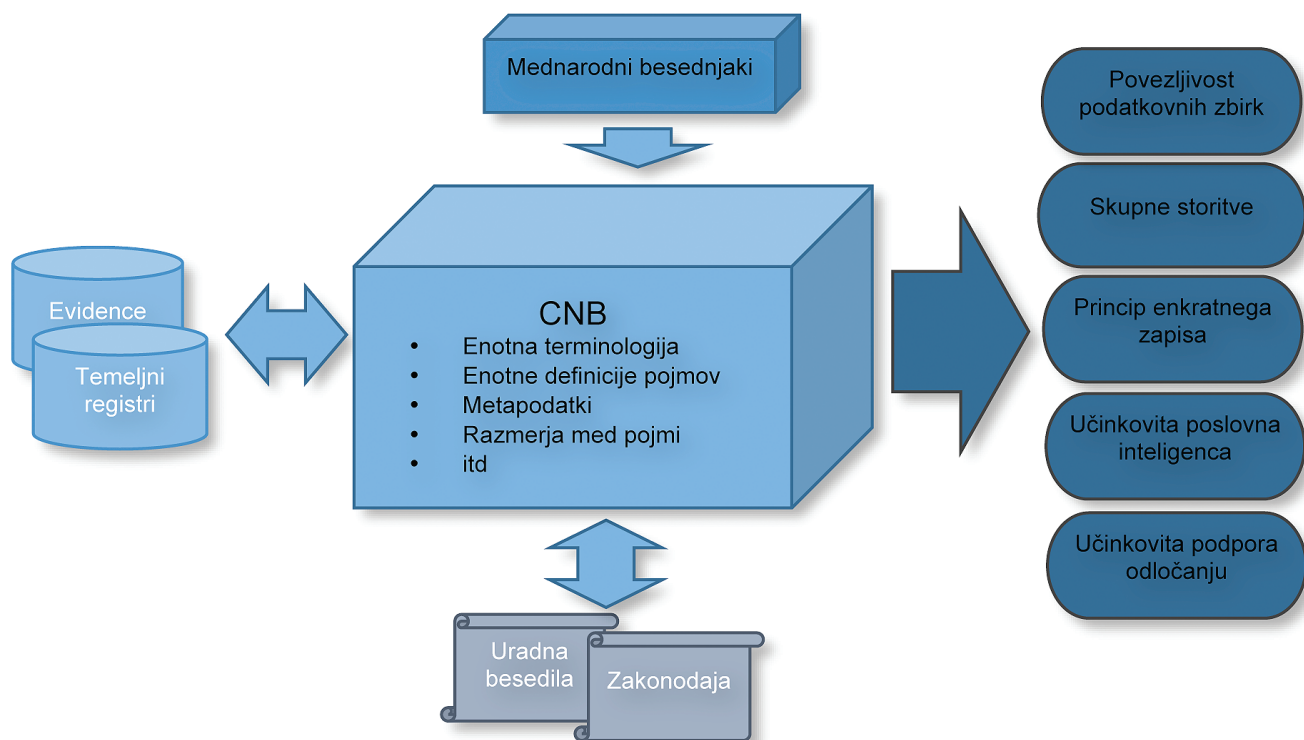 Mednarodni besednjaki
Evidence
Temeljni
registri
CNB
• Enotna terminologija
• Enotne definicije pojmov
• Metapodatki
• Razmerja med pojmi
• itd
Uradna
besedila
Zakonodaja
Povezljivost
podatkovnih zbirk
Skupne storitve
Princip enkratnega
zapisa
Učinkovita poslovna
inteligenca
Učinkovita podpora
odločanju